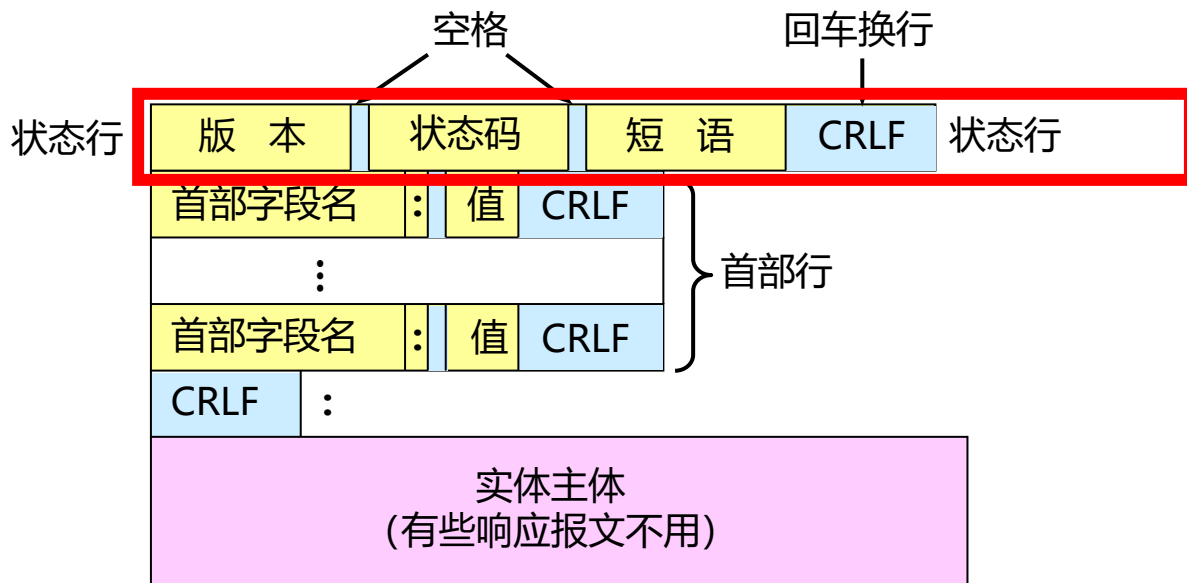 空格 回车换行
状态行 版 本 状态码 短 语 CRLF 状态行
首部字段名 : 值 CRLF
⋮ 首部行
首部字段名 : 值 CRLF
CRLF :
实体主体
(有些响应报文不用)